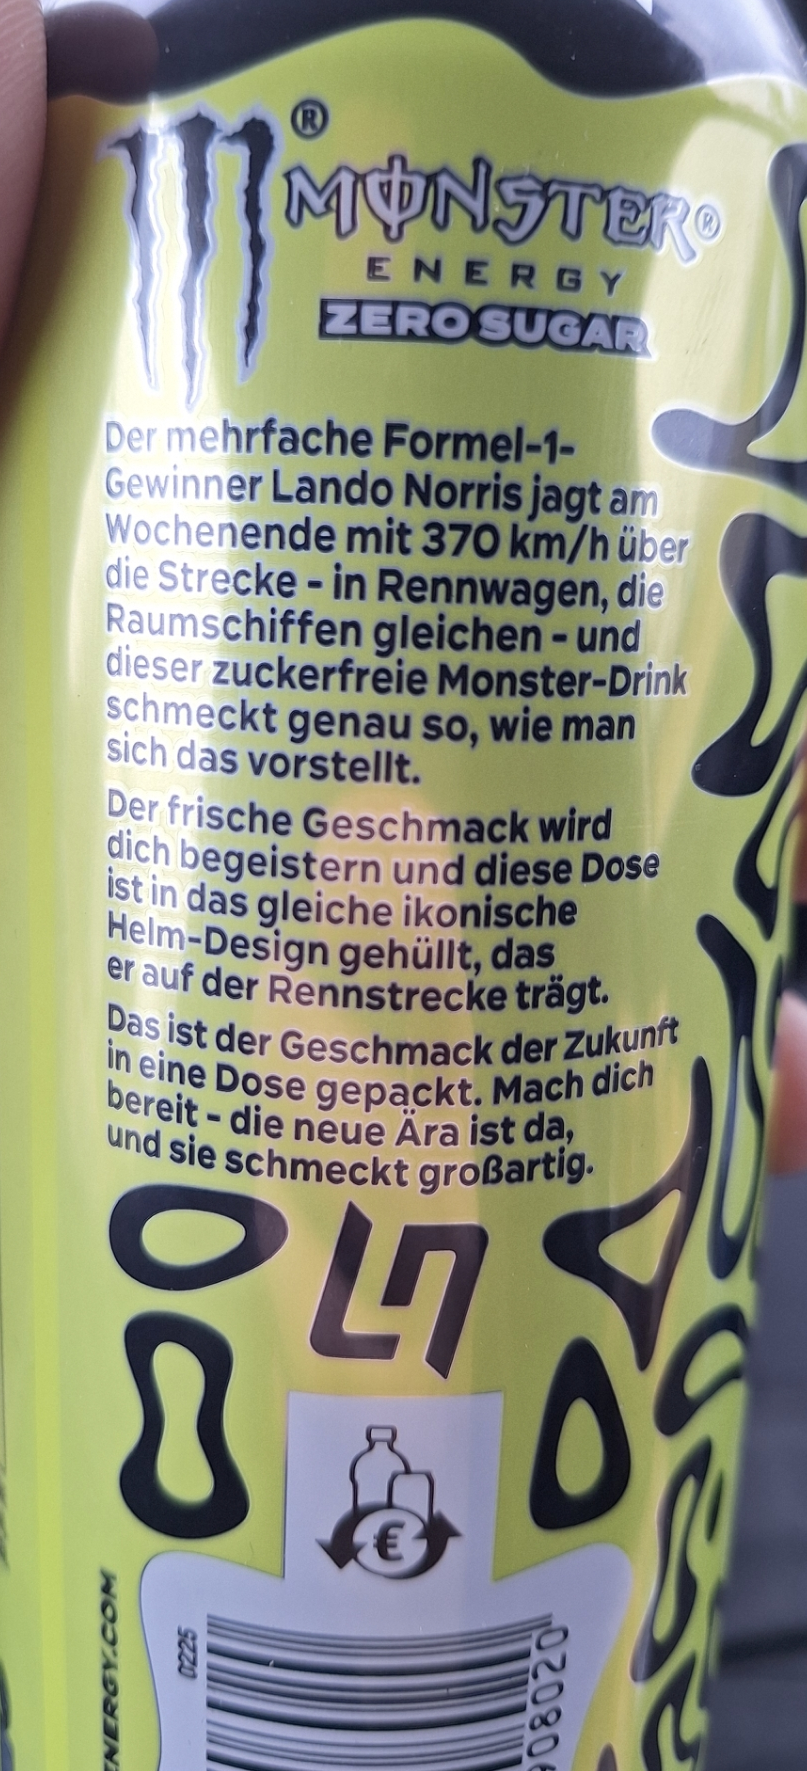 ®
MONSTER®
ENERGY
ZERO SUGAR
Der mehrfache Formel-1-
Gewinner Lando Norris jagt am
Wochenende mit 370 km/h über
die Strecke - in Rennwagen, die
Raumschiffen gleichen - und
dieser zuckerfreie Monster-Drink
schmeckt genau so, wie man
sich das vorstellt.
Der frische Geschmack wird
dich begeistern und diese Dose
ist in das gleiche ikonische
Helm-Design gehüllt, das
er auf der Rennstrecke trägt.
Das ist der Geschmack der Zukunft
in eine Dose gepackt. Mach dich
bereit - die neue Ära ist da,
und sie schmeckt großartig.
€
0225
08020
ENERGY.COM